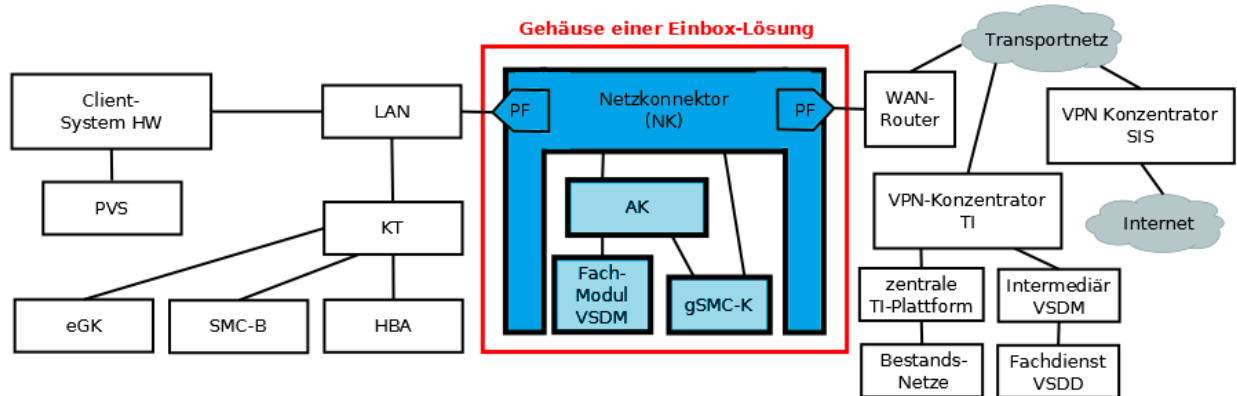 Gehäuse einer Einbox-Lösung
Transportnetz
Client-
System HW
LAN
PF
Netzkonnektor
(NK)
PF
WAN-
Router
VPN Konzentrator
SIS
PVS
KT
AK
VPN-Konzentrator
TI
Internet
Fach-
Modul
VSDM
gSMC-K
zentrale
TI-Plattform
Intermediär
VSDM
eGK
SMC-B
HBA
Bestands-
Netze
Fachdienst
VSDD